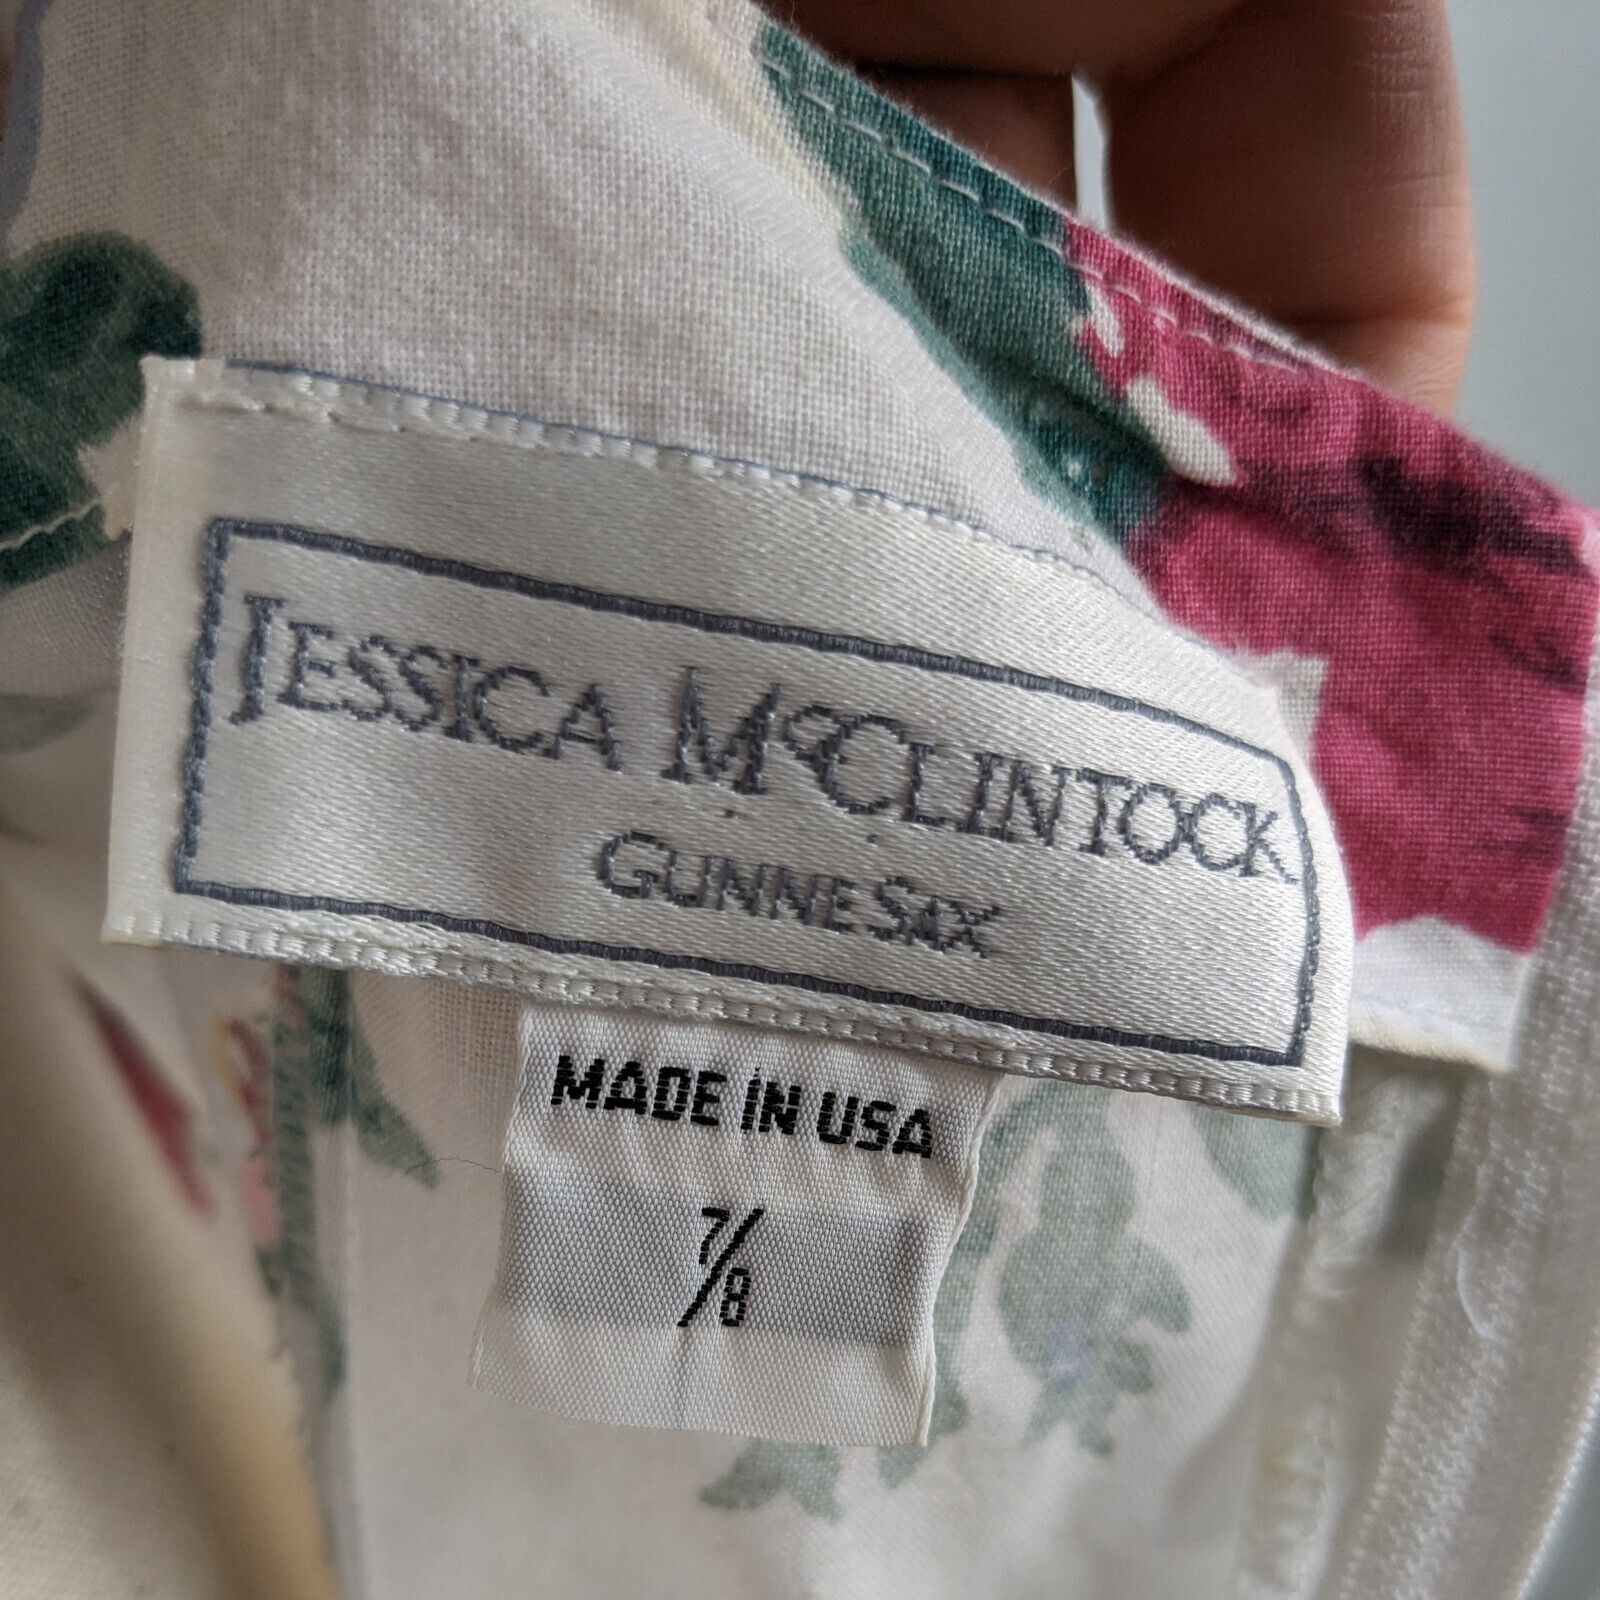 JESSICA MCCLINTOCK
GUNNE SAX
MADE IN USA
7/8